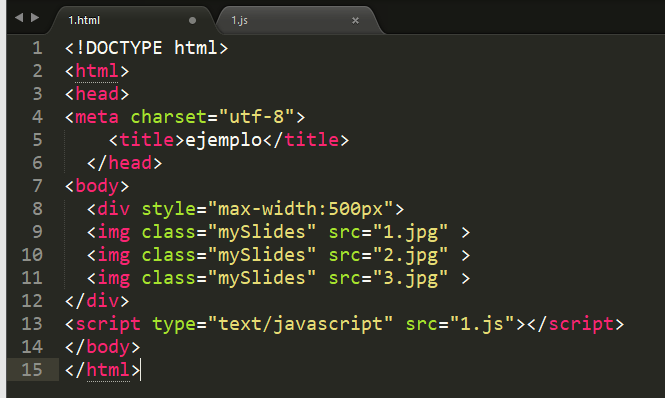 1.html
1.js
1 <!DOCTYPE html>
2 <html>
3 <head>
4 <meta charset="utf-8">
5     <title>ejemplo</title>
6   </head>
7 <body>
8   <div style="max-width:500px">
9   <img class="mySlides" src="1.jpg" >
10   <img class="mySlides" src="2.jpg" >
11   <img class="mySlides" src="3.jpg" >
12 </div>
13 <script type="text/javascript" src="1.js"></script>
14 </body>
15 </html>